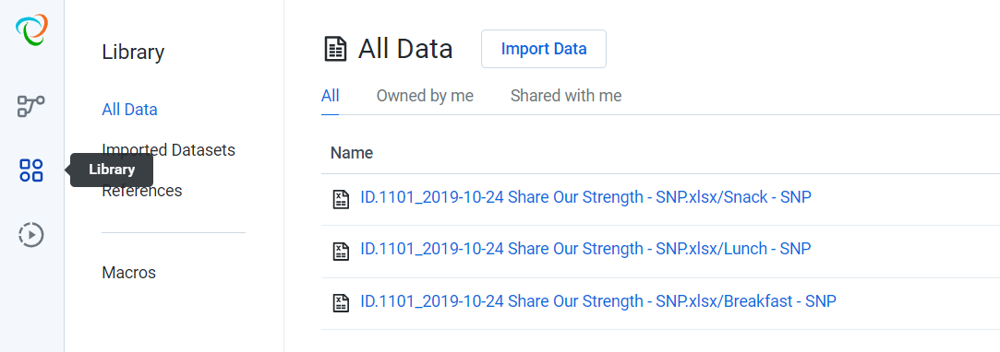 Library
All Data
Imported Datasets
Library
References
Macros
All Data
Import Data
All
Owned by me
Shared with me
Name
ID.1101_2019-10-24 Share Our Strength - SNP.xlsx/Snack - SNP
ID.1101_2019-10-24 Share Our Strength - SNP.xlsx/Lunch - SNP
ID.1101_2019-10-24 Share Our Strength - SNP.xlsx/Breakfast - SNP